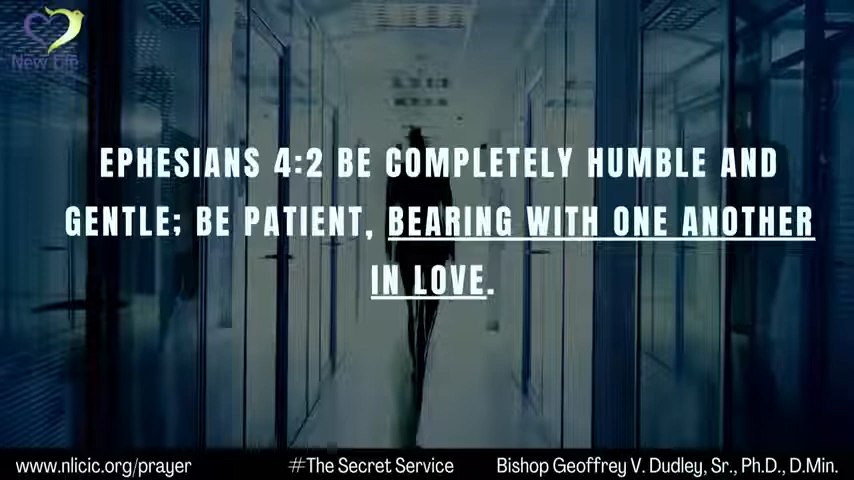 New Life
EPHESIANS 4:2 BE COMPLETELY HUMBLE AND
GENTLE; BE PATIENT, BEARING WITH ONE ANOTHER
IN LOVE.
www.nlicic.org/prayer #The Secret Service Bishop Geoffrey V. Dudley, Sr., Ph.D., D.Min.